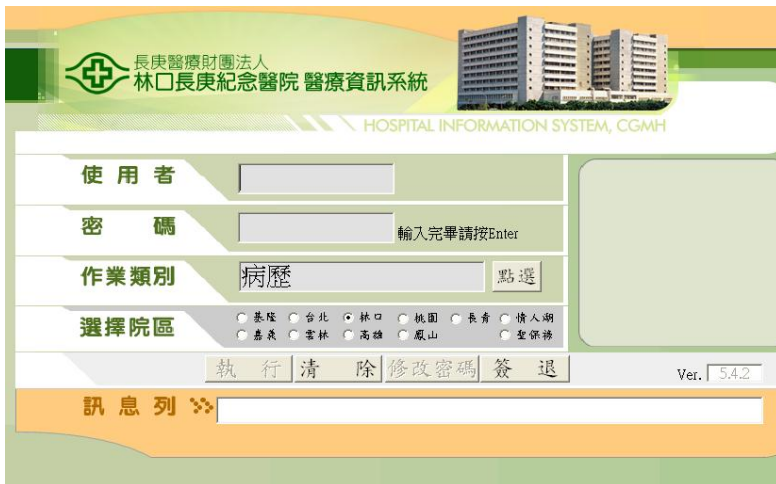 長庚醫療財團法人
林口長庚紀念醫院 醫療資訊系統
HOSPITAL INFORMATION SYSTEM, CGMH
使用者
密碼 輸入完畢請按Enter
作業類別 病歷 點選
選擇院區 基隆 台北 林口 桃園 長青 情人湖
嘉義 雲林 高雄 鳳山 聖保祿
執行 清除 修改密碼 簽退 Ver. 5.4.2
訊息列